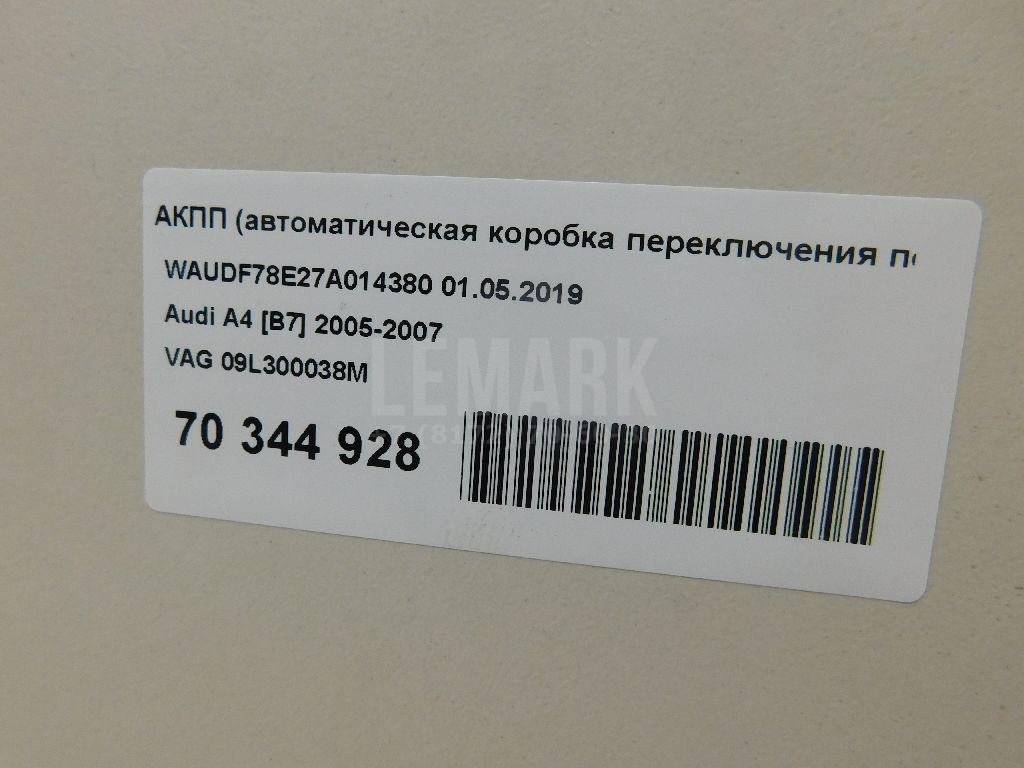 АКПП (автоматическая коробка переключения
WAUDF78E27A014380 01.05.2019
Audi A4 [B7] 2005-2007
VAG 09L300038M
LEMARK
70 344 928